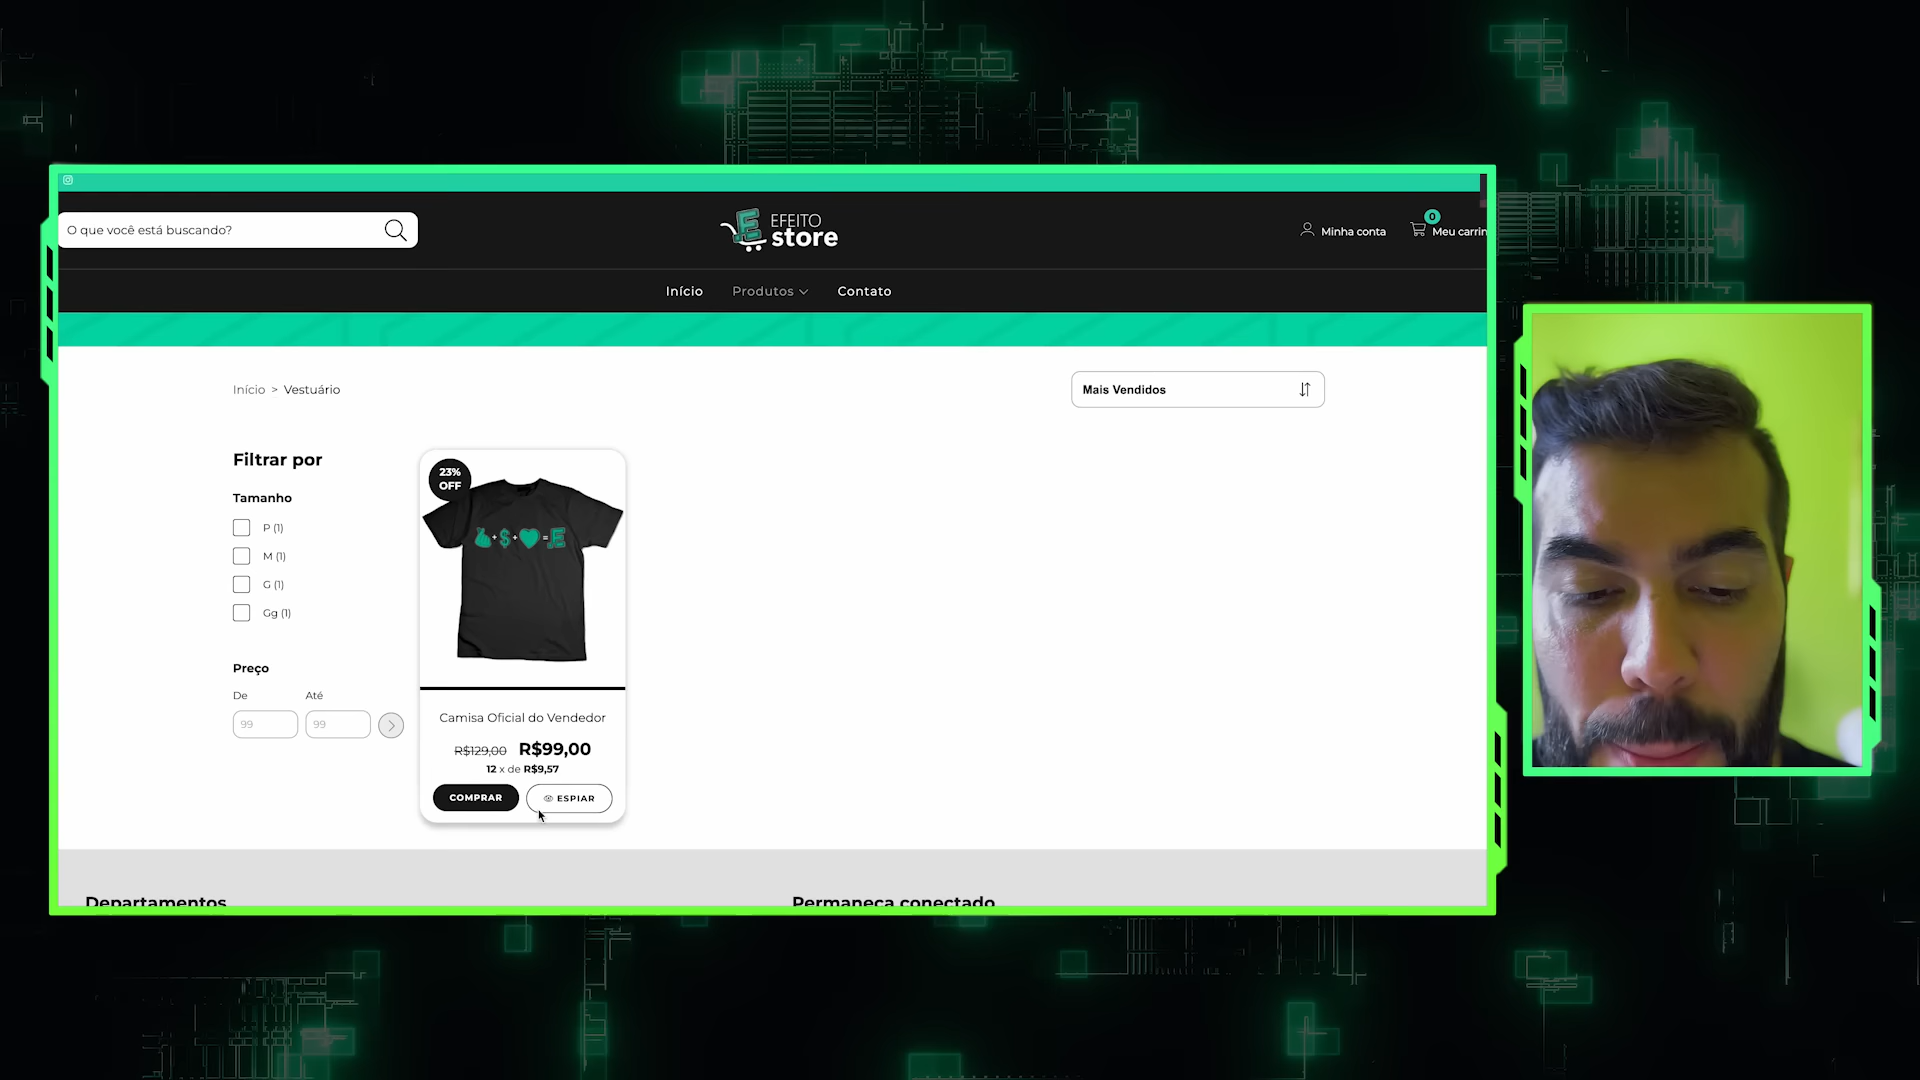 O que você está buscando?
EFEITO
store
Minha conta
0
Meu carrin
Início
Produtos
Contato
Início > Vestuário
Mais Vendidos
Filtrar por
Tamanho
P (1)
M (1)
G (1)
Gg (1)
Preço
De
Até
99
99
23%
OFF
+ $ + = E
Camisa Oficial do Vendedor
R$129,00 R$99,00
12 x de R$9,57
COMPRAR
ESPIAR
Departamentos
Permaneça conectado